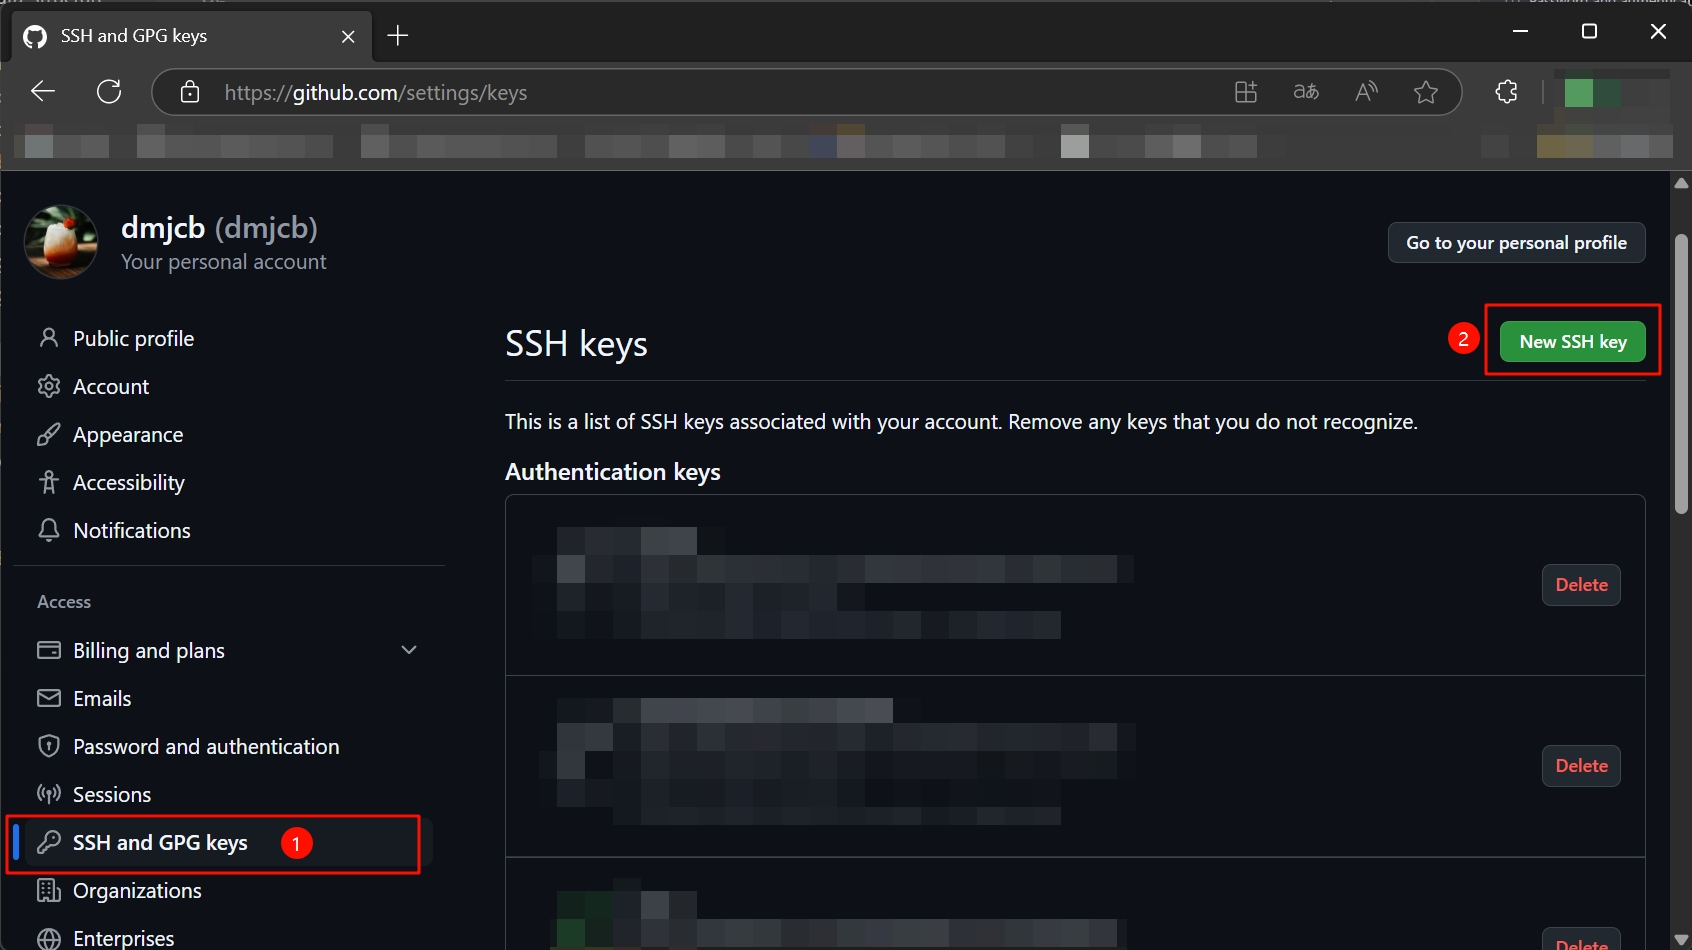 SSH and GPG keys
https://github.com/settings/keys
dmjcb (dmjcb)
Your personal account
Go to your personal profile
Public profile
Account
Appearance
Accessibility
Notifications
Access
Billing and plans
Emails
Password and authentication
Sessions
SSH and GPG keys 1
Organizations
Enterprises
SSH keys
2 New SSH key
This is a list of SSH keys associated with your account. Remove any keys that you do not recognize.
Authentication keys
Delete
Delete
Delete